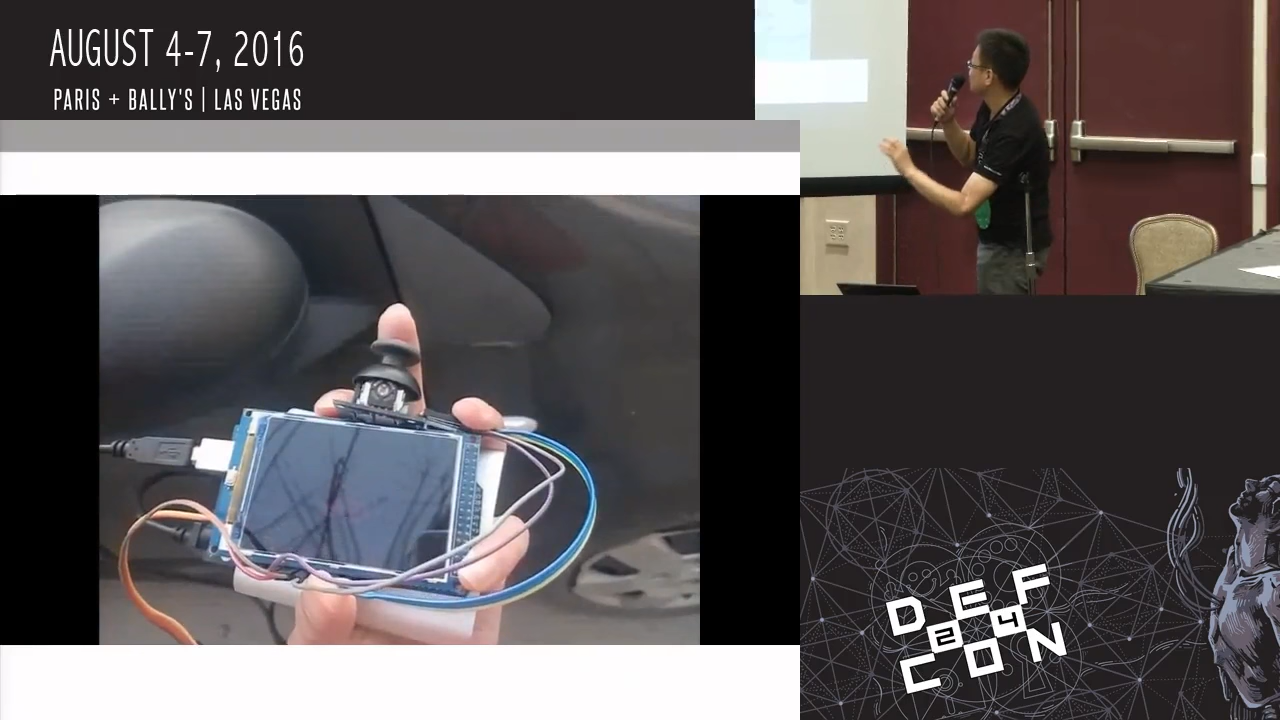 AUGUST 4-7, 2016
PARIS + BALLY'S | LAS VEGAS
DEF
24
CON